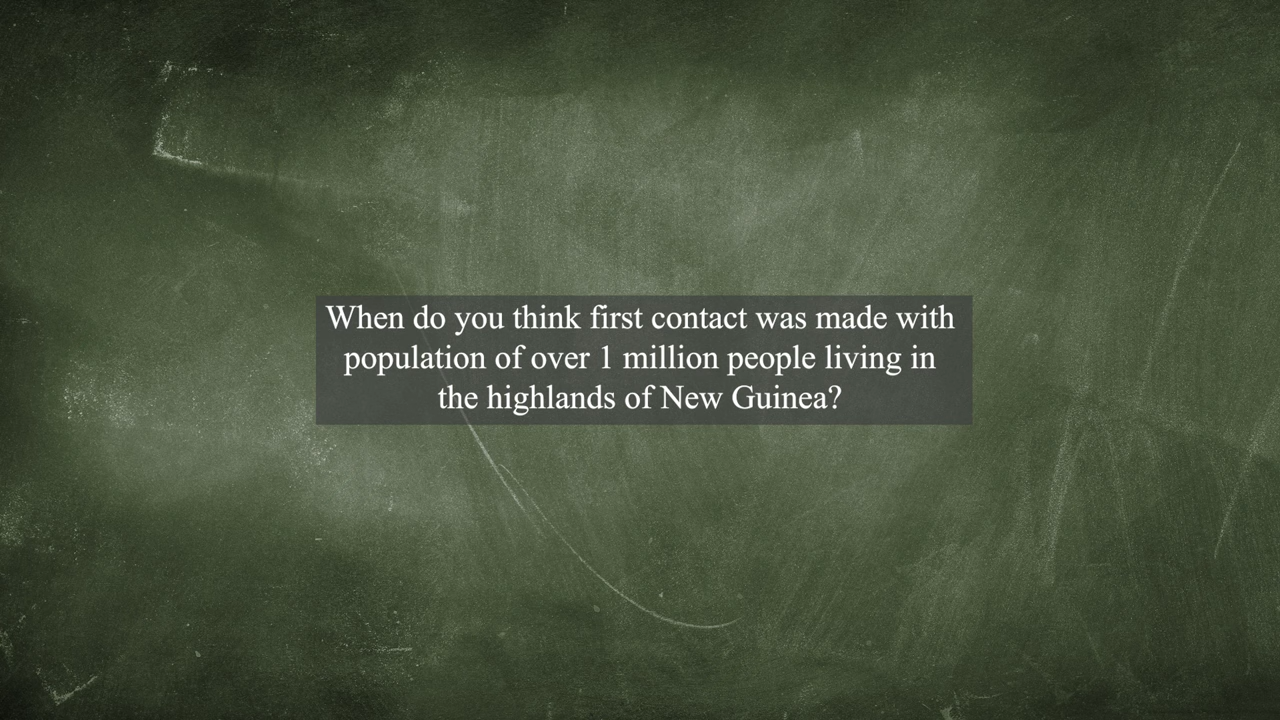 When do you think first contact was made with
population of over 1 million people living in
the highlands of New Guinea?